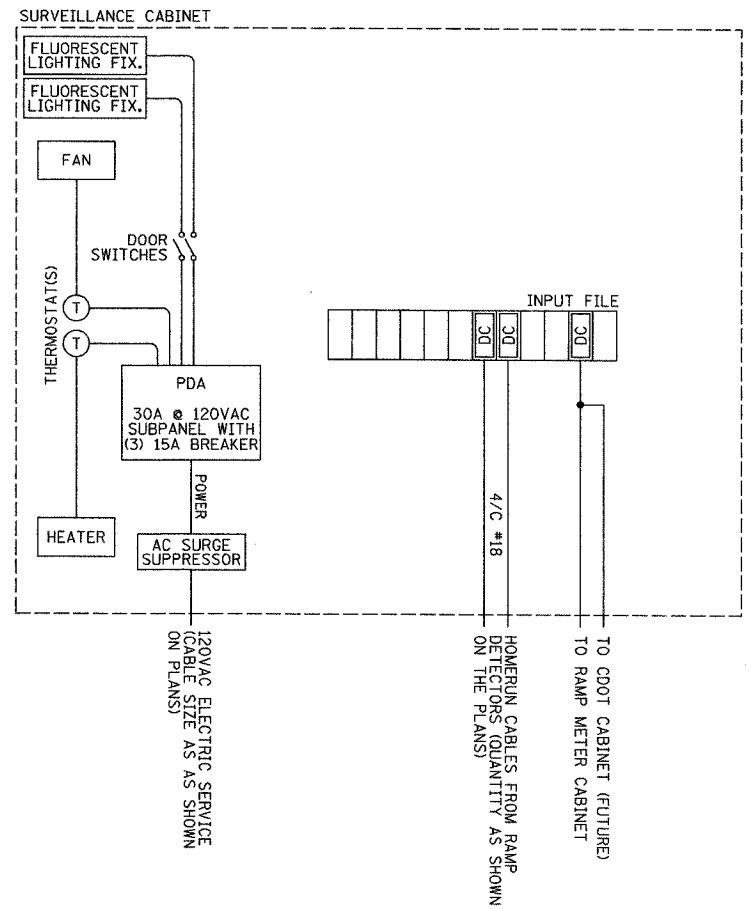 SURVEILLANCE CABINET
FLUORESCENT
LIGHTING FIX.
FLUORESCENT
LIGHTING FIX.
FAN
DOOR
SWITCHES
THERMOSTAT(S)
T
T
INPUT FILE
DC
DC
DC
PDA
30A @ 120VAC
SUBPANEL WITH
(3) 15A BREAKER
POWER
4/C #18
HEATER
AC SURGE
SUPPRESSOR
120VAC ELECTRIC SERVICE
(CABLE SIZE AS AS SHOWN
ON PLANS)
HOMERUN CABLES FROM RAMP
DETECTORS (QUANTITY AS SHOWN
ON THE PLANS)
TO CDOT CABINET (FUTURE)
TO RAMP METER CABINET